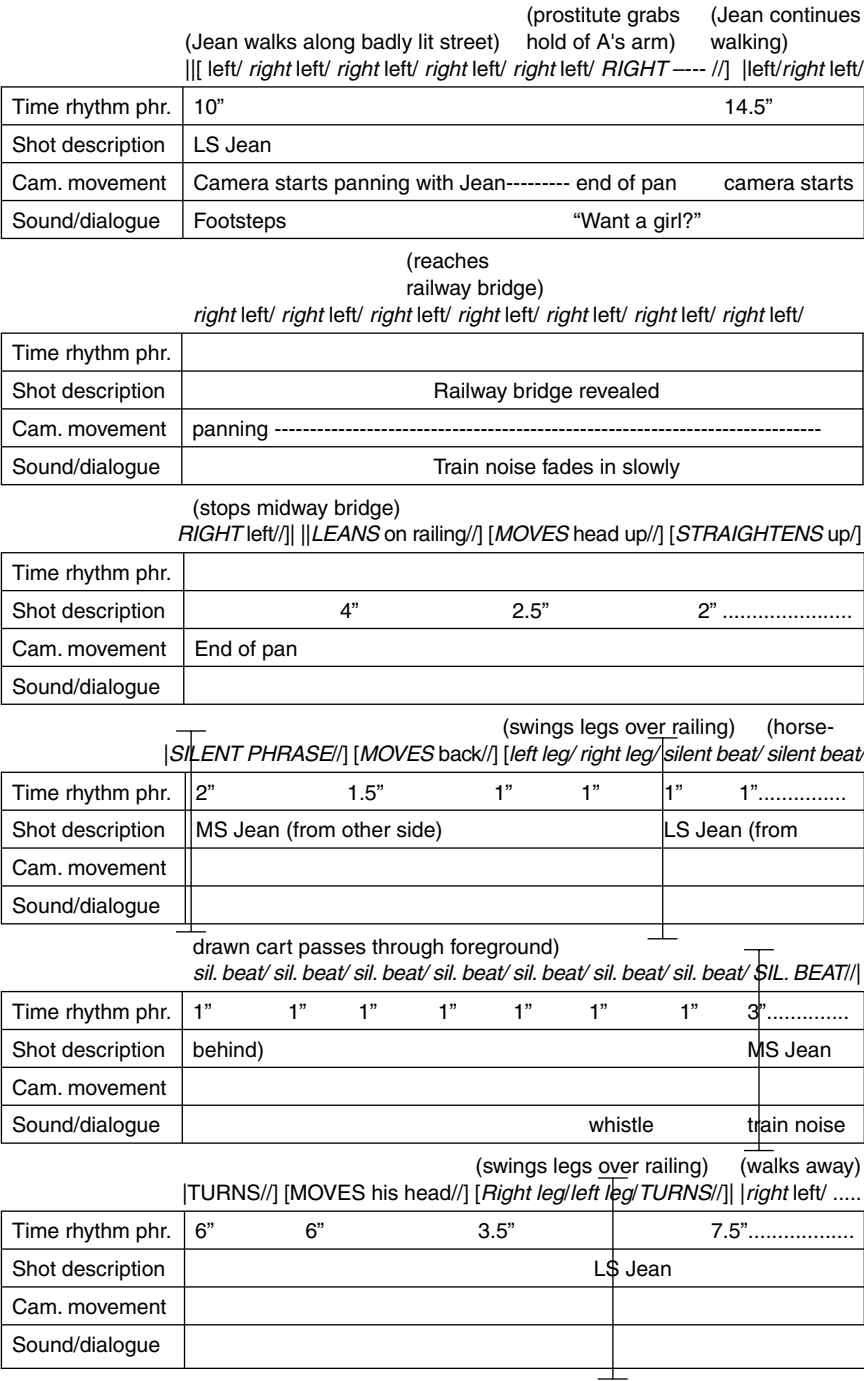 (prostitute grabs (Jean continues
(Jean walks along badly lit street) hold of A's arm) walking)
||[ left/ right left/ right left/ right left/ right left/ RIGHT –---- //] |left/right left/
Time rhythm phr. 10” 14.5”
Shot description LS Jean
Cam. movement Camera starts panning with Jean--------- end of pan camera starts
Sound/dialogue Footsteps “Want a girl?”
(reaches
railway bridge)
right left/ right left/ right left/ right left/ right left/ right left/ right left/
Time rhythm phr.
Shot description Railway bridge revealed
Cam. movement panning ------------------------------------------------------------------------------
Sound/dialogue Train noise fades in slowly
(stops midway bridge)
RIGHT left//]| ||LEANS on railing//] [MOVES head up//] [STRAIGHTENS up/]
Time rhythm phr.
Shot description 4” 2.5” 2” ......................
Cam. movement End of pan
Sound/dialogue
(swings legs over railing) (horse-
|SILENT PHRASE//] [MOVES back//] [left leg/ right leg/ silent beat/ silent beat/
Time rhythm phr. 2” 1.5” 1” 1” 1” 1”...............
Shot description MS Jean (from other side) LS Jean (from
Cam. movement
Sound/dialogue
drawn cart passes through foreground)
sil. beat/ sil. beat/ sil. beat/ sil. beat/ sil. beat/ sil. beat/ sil. beat/ SIL. BEAT//|
Time rhythm phr. 1” 1” 1” 1” 1” 1” 1” 3”..............
Shot description behind) MS Jean
Cam. movement
Sound/dialogue whistle train noise
(swings legs over railing) (walks away)
|TURNS//] [MOVES his head//] [Right leg/left leg/TURNS//]| |right left/ .....
Time rhythm phr. 6” 6” 3.5” 7.5”..................
Shot description LS Jean
Cam. movement
Sound/dialogue